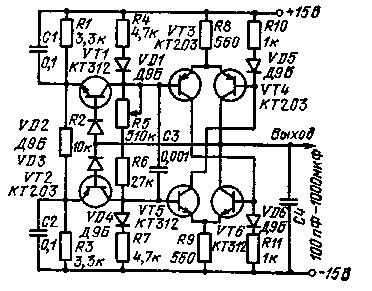 R1
3,3к
R4
4,7к
VT3
КТ203
R8
560
R10
1к
+15В
C1
0,1
VT1
КТ312
VD1
Д9Б
VD5
Д9Б
VT4
КТ203
VD2
Д9Б
VD3
R2
10к
R5
510к
C3
0,001
Выход
VT2
КТ203
R6
27к
C4
100пФ-1000мкФ
C2
0,1
R3
3,3к
VD4
Д9Б
R7
4,7к
VT5
КТ312
R9
560
VT6
КТ312
VD6
Д9Б
R11
1к
-15В